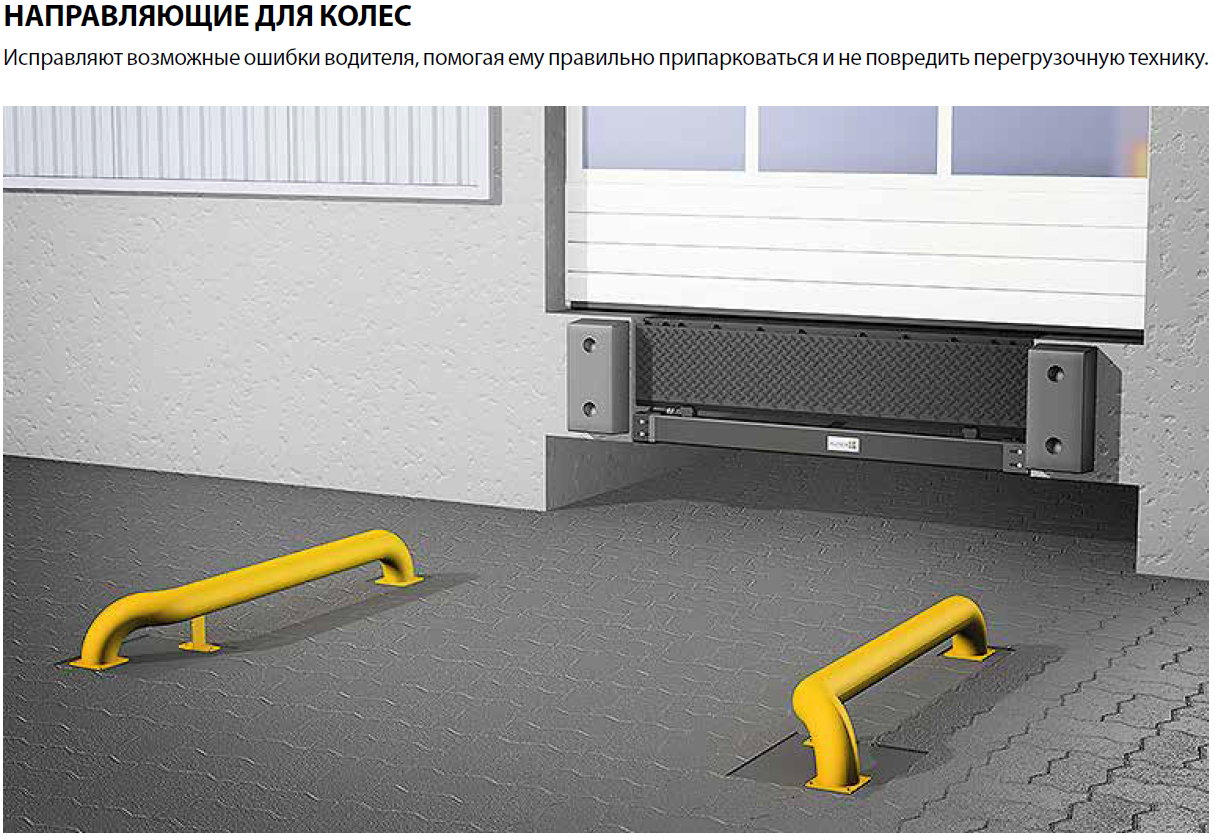 НАПРАВЛЯЮЩИЕ ДЛЯ КОЛЕС
Исправляют возможные ошибки водителя, помогая ему правильно припарковаться и не повредить перегрузочную технику.